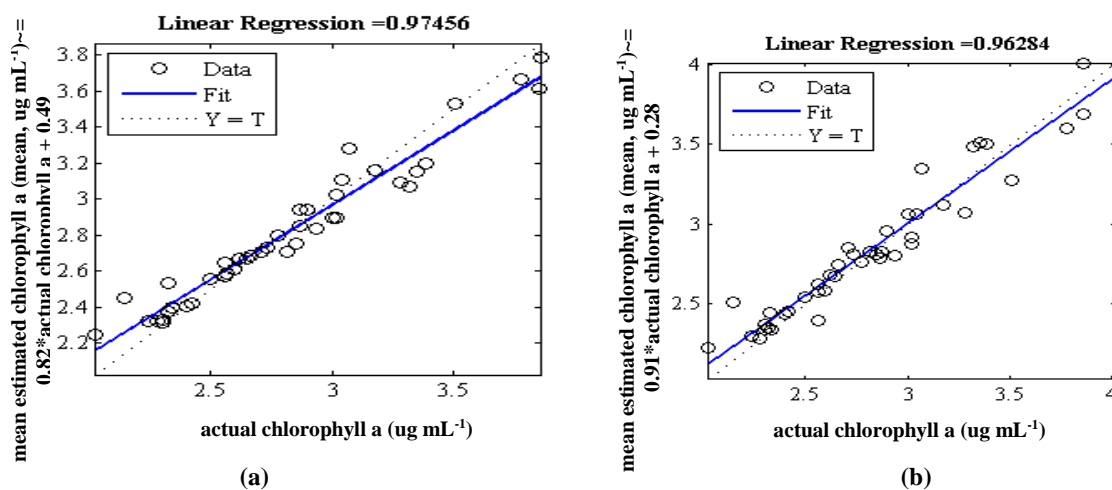 Linear Regression =0.97456
mean estimated chlorophyll a (mean, ug mL-1)~=
0.82*actual chloronhvll a + 0.49
3.8
3.6
3.4
3.2
3
2.8
2.6
2.4
2.2
Data
Fit
Y = T
2.5
3
3.5
actual chlorophyll a (ug mL-1)
(a)
Linear Regression =0.96284
mean estimated chlorophyll a (mean, ug mL-1)~=
0.91*actual chlorophyll a + 0.28
4
3.5
3
2.5
Data
Fit
Y = T
2.5
3
3.5
4
actual chlorophyll a (ug mL-1)
(b)